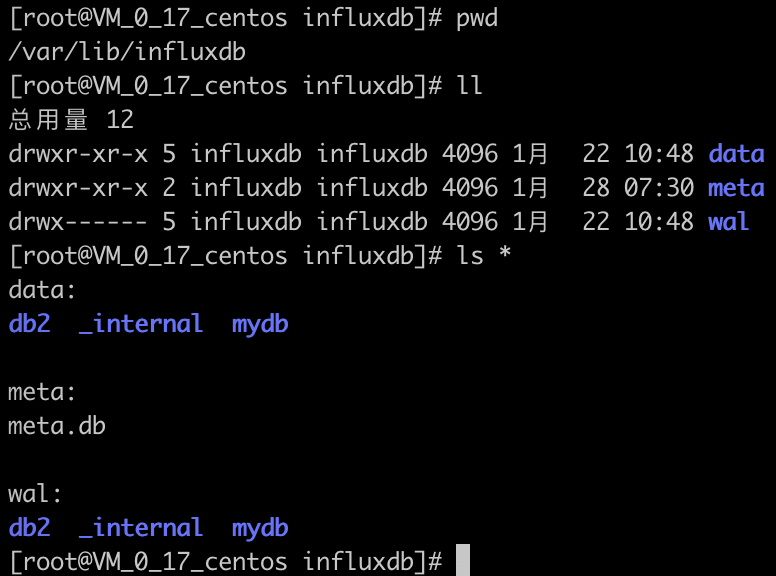 [root@VM_0_17_centos influxdb]# pwd
/var/lib/influxdb
[root@VM_0_17_centos influxdb]# ll
总用量 12
drwxr-xr-x 5 influxdb influxdb 4096 1月  22 10:48 data
drwxr-xr-x 2 influxdb influxdb 4096 1月  28 07:30 meta
drwx------ 5 influxdb influxdb 4096 1月  22 10:48 wal
[root@VM_0_17_centos influxdb]# ls *
data:
db2  _internal  mydb

meta:
meta.db

wal:
db2  _internal  mydb
[root@VM_0_17_centos influxdb]#